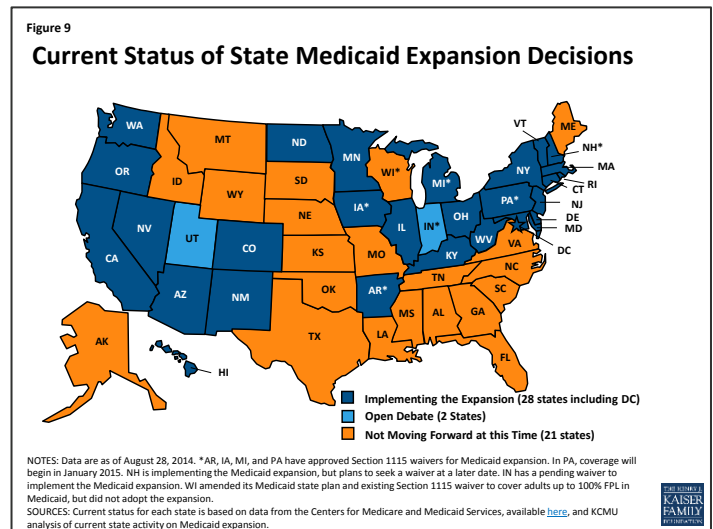 Figure 9
Current Status of State Medicaid Expansion Decisions
WA
MT
ND
MN
VT
ME
NH*
OR
ID
SD
WI*
MI*
NY
MA
WY
RI
CT
IA*
PA*
NJ
NE
OH
DE
NV
IL
IN*
MD
UT
WV
CO
VA
DC
CA
KS
MO
KY
NC
TN
AZ
OK
SC
NM
AR*
MS
AL
GA
TX
LA
AK
FL
HI
Implementing the Expansion (28 states including DC)
Open Debate (2 States)
Not Moving Forward at this Time (21 states)
NOTES: Data are as of August 28, 2014. *AR, IA, MI, and PA have approved Section 1115 waivers for Medicaid expansion. In PA, coverage will
begin in January 2015. NH is implementing the Medicaid expansion, but plans to seek a waiver at a later date. IN has a pending waiver to
implement the Medicaid expansion. WI amended its Medicaid state plan and existing Section 1115 waiver to cover adults up to 100% FPL in
Medicaid, but did not adopt the expansion.
SOURCES: Current status for each state is based on data from the Centers for Medicare and Medicaid Services, available here, and KCMU
analysis of current state activity on Medicaid expansion.
THE HENRY J.
KAISER
FAMILY
FOUNDATION